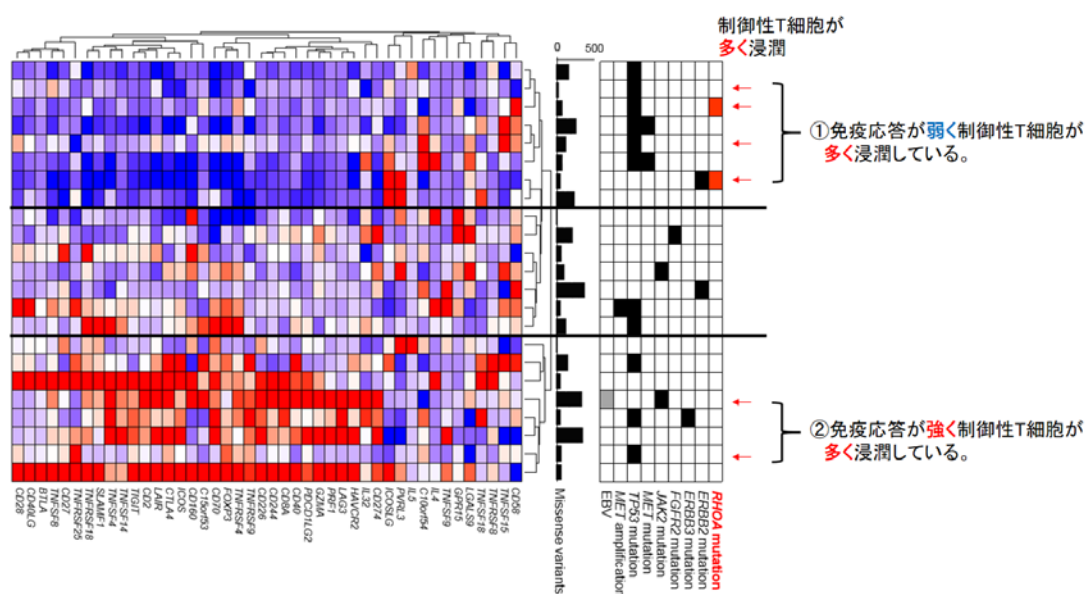 制御性T細胞が
多く浸潤
0
500
①免疫応答が弱く制御性T細胞が
多く浸潤している。
②免疫応答が強く制御性T細胞が
多く浸潤している。
CD28
CD40LG
BTLA
TNFSF8
CD27
TNFRSF25
TNFRSF18
SLAMF1
TNFSF4
TNFSF14
TIGIT
CD2
LAIR
CTLA4
ICOS
CD160
C15orf53
CD70
FOXP3
TNFRSF4
TNFRSF9
CD226
CD244
CD8A
CD40
PDCD1LG2
GZMA
PRF1
LAG3
HAVCR2
IL32
CD274
ICOSLG
PVRL3
IL5
C10orf54
IL4
TNFSF9
GPR15
LGALS9
TNFSF18
TNFRSF8
TNFSF15
CD58
Missense variants
EBV
MET amplification
TP53 mutation
MET mutation
JAK2 mutation
FGFR2 mutation
ERBB3 mutation
ERBB2 mutation
RHOA mutation